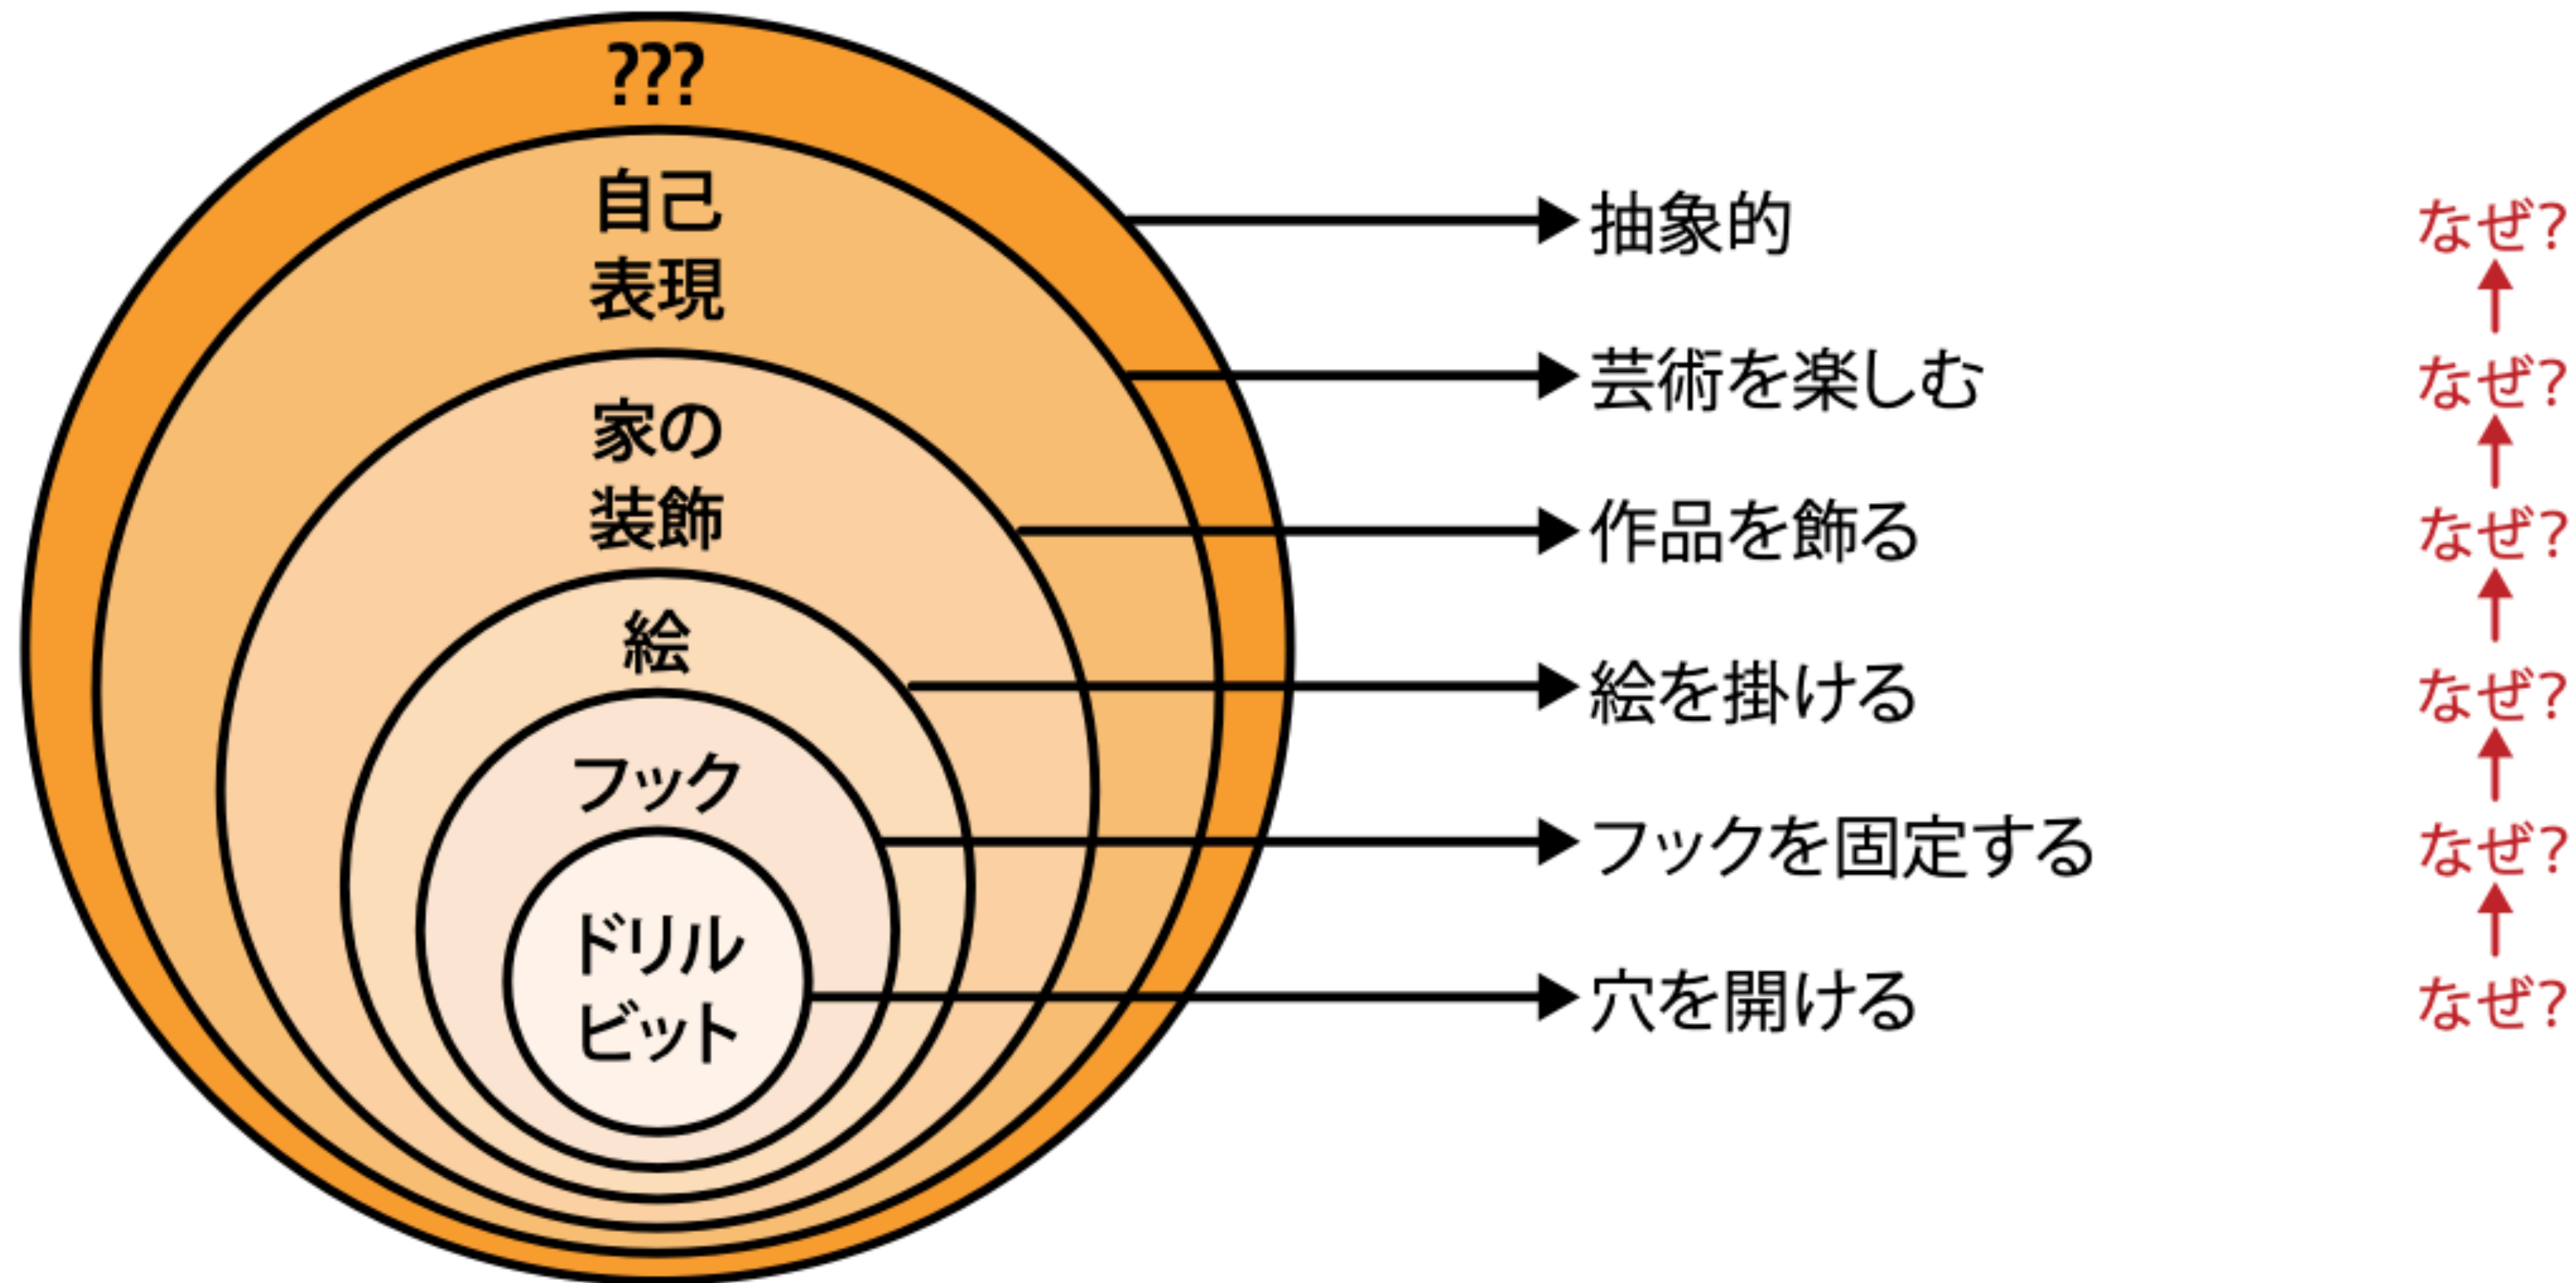 ???
自己
表現
家の
装飾
絵
フック
ドリル
ビット
抽象的
芸術を楽しむ
作品を飾る
絵を掛ける
フックを固定する
穴を開ける
なぜ?
なぜ?
なぜ?
なぜ?
なぜ?
なぜ?